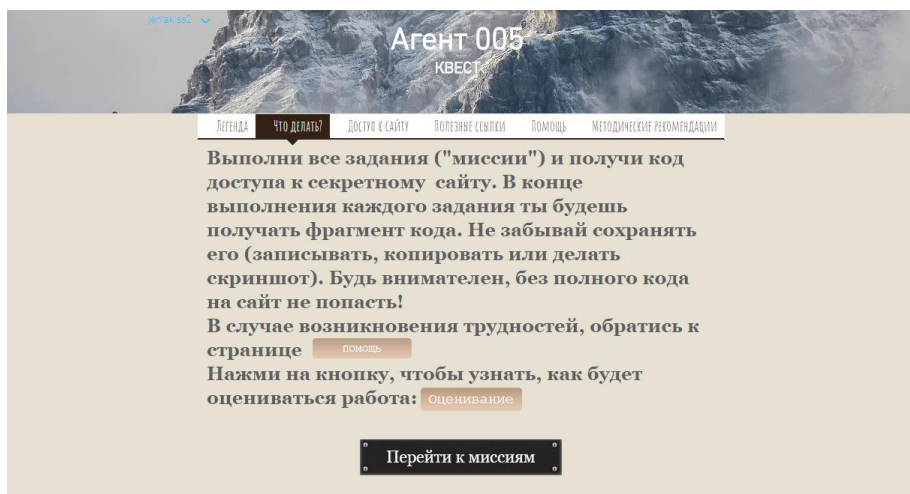 jeniakiss2
Агент 005
КВЕСТ
Легенда Что делать? Доступ к сайту Полезные ссылки Помощь Методические рекомендации
Выполни все задания ("миссии") и получи код
доступа к секретному сайту. В конце
выполнения каждого задания ты будешь
получать фрагмент кода. Не забывай сохранять
его (записывать, копировать или делать
скриншот). Будь внимателен, без полного кода
на сайт не попасть!
В случае возникновения трудностей, обратись к
странице помощь
Нажми на кнопку, чтобы узнать, как будет
оцениваться работа: Оценивание
Перейти к миссиям